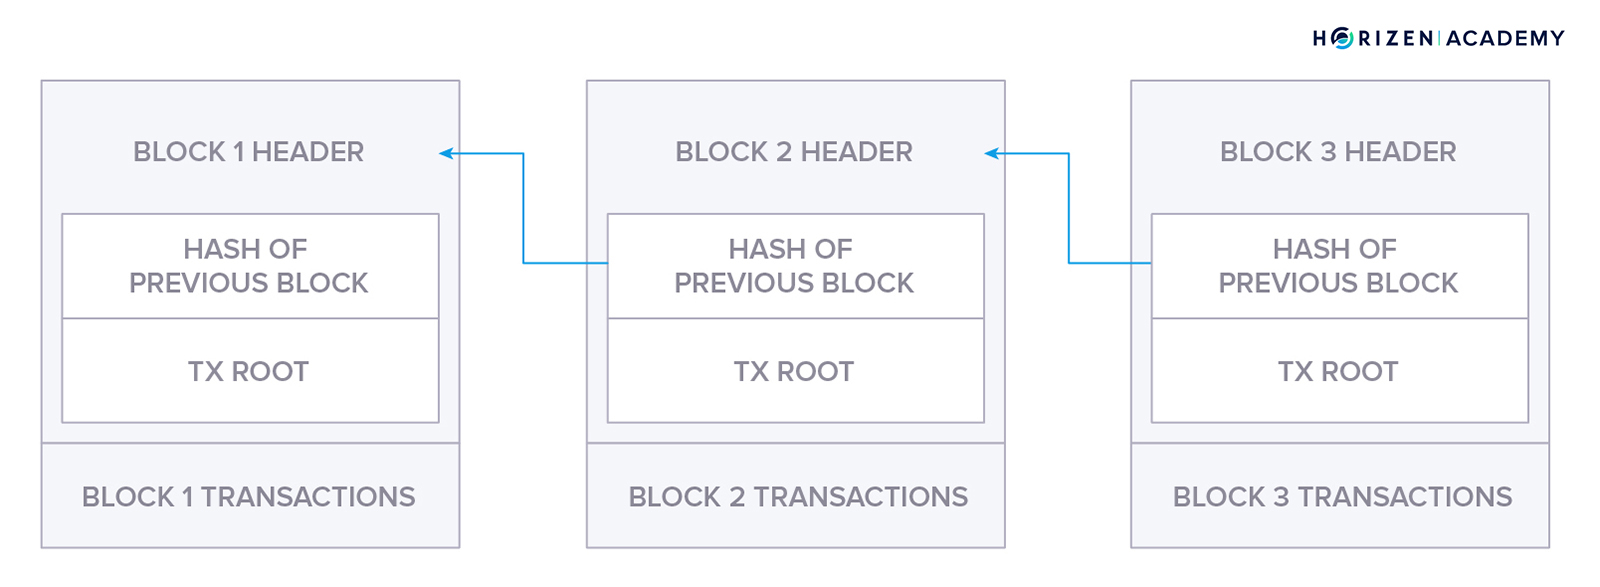 HORIZEN | ACADEMY
BLOCK 1 HEADER
HASH OF
PREVIOUS BLOCK
TX ROOT
BLOCK 1 TRANSACTIONS
BLOCK 2 HEADER
HASH OF
PREVIOUS BLOCK
TX ROOT
BLOCK 2 TRANSACTIONS
BLOCK 3 HEADER
HASH OF
PREVIOUS BLOCK
TX ROOT
BLOCK 3 TRANSACTIONS